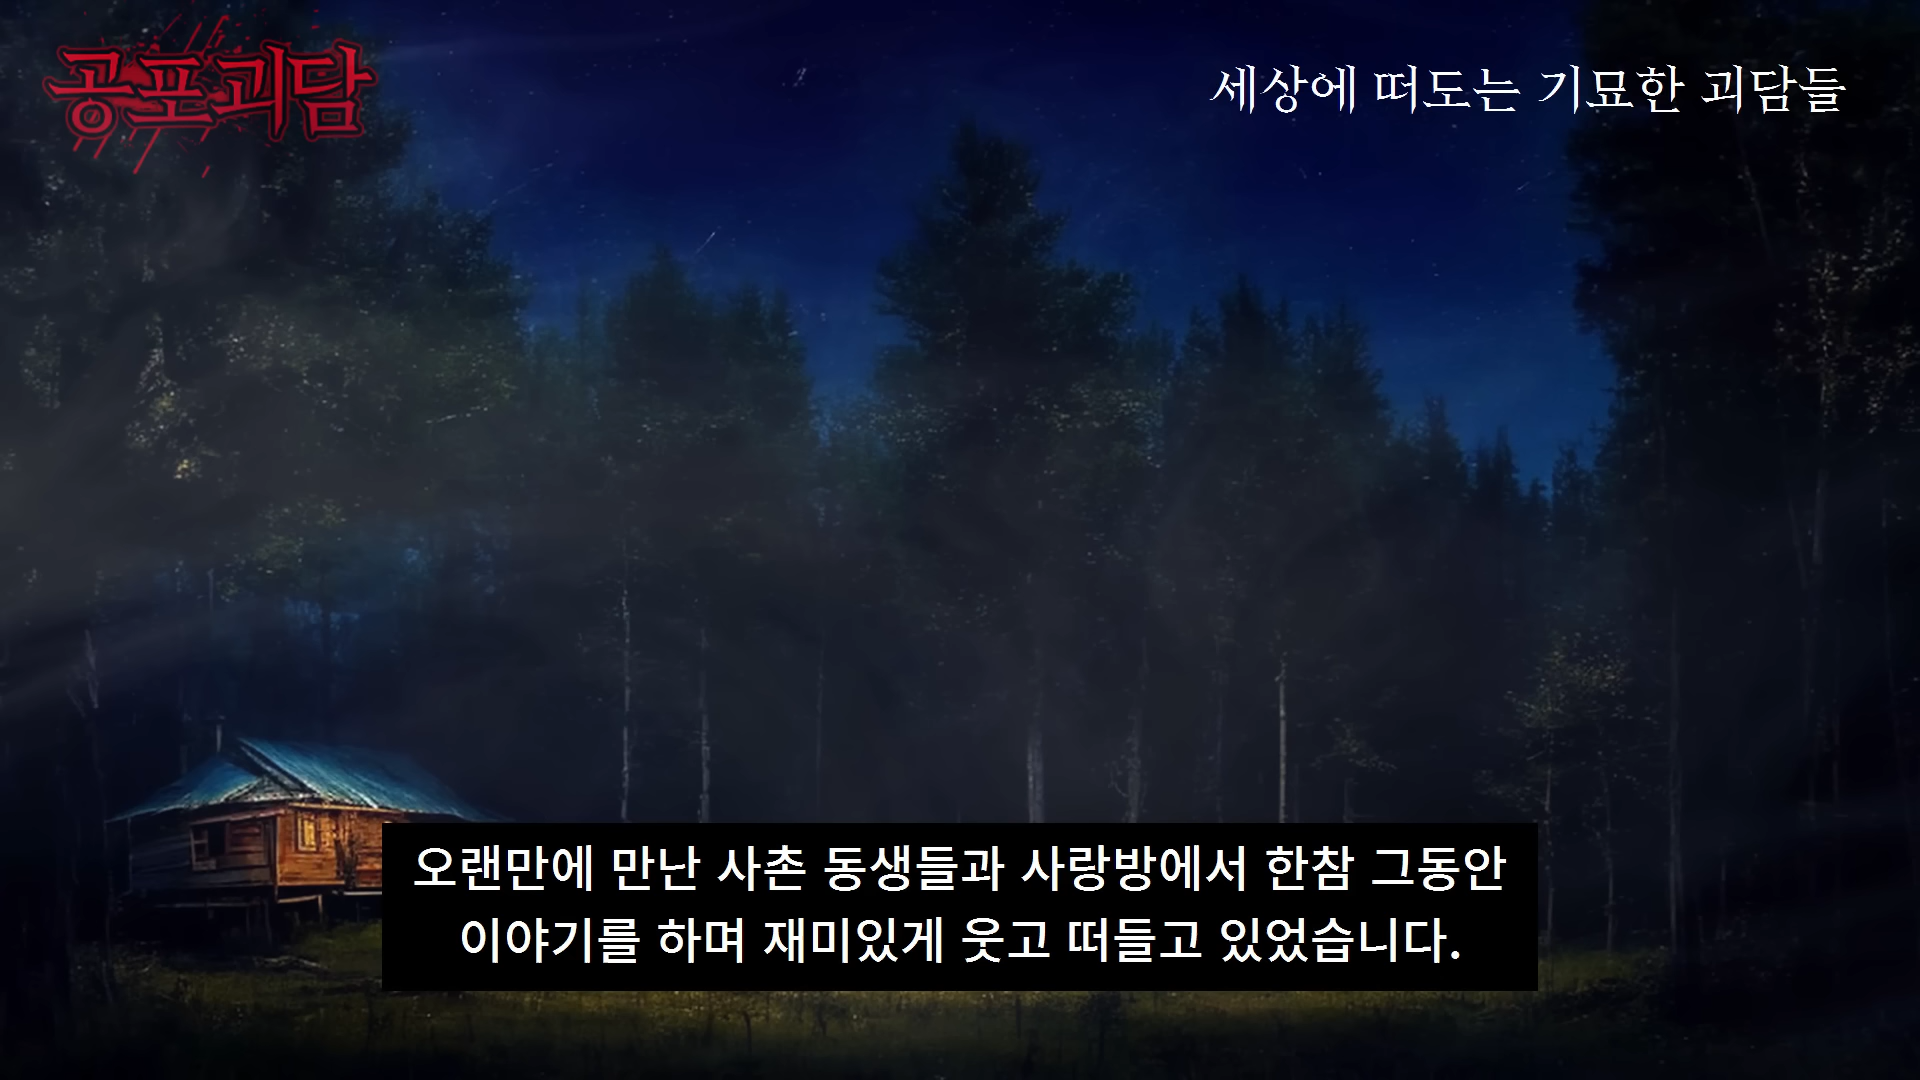 공포괴담
세상에 떠도는 기묘한 괴담들
오랜만에 만난 사촌 동생들과 사랑방에서 한참 그동안
이야기를 하며 재미있게 웃고 떠들고 있었습니다.